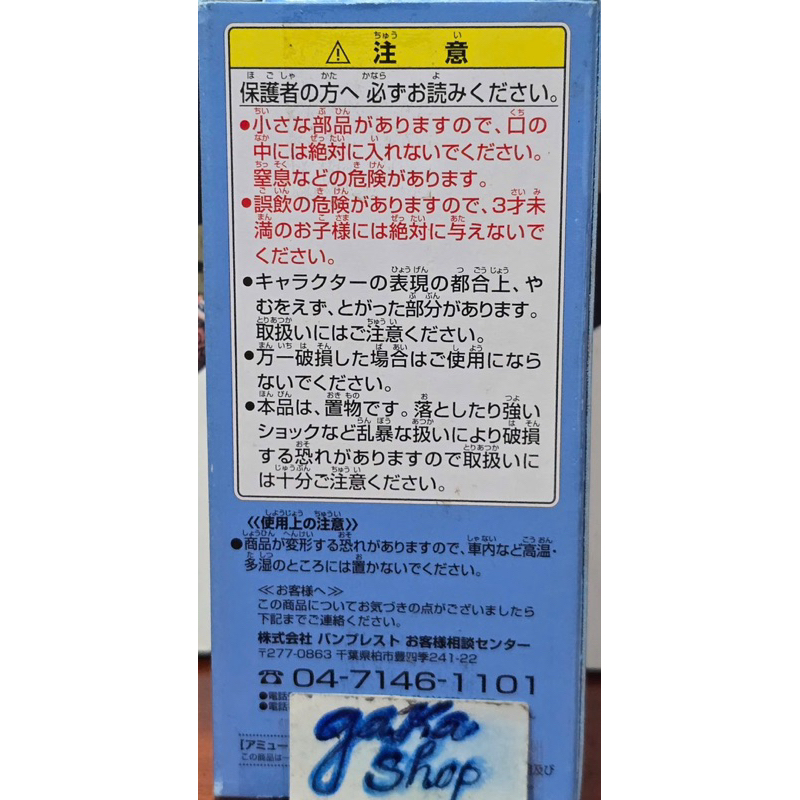 ⚠ 注意
保護者の方へ 必ずお読みください。
●小さな部品がありますので、口の
中には絶対に入れないでください。
窒息などの危険があります。
●誤飲の危険がありますので、3才未
満のお子様には絶対に与えないで
ください。
●キャラクターの表現の都合上、や
むをえず、とがった部分があります。
取扱いにはご注意ください。
●万一破損した場合はご使用になら
ないでください。
●本品は、置物です。落としたり強い
ショックなど乱暴な扱いにより破損
する恐れがありますので取扱いに
は十分ご注意ください。
《使用上の注意》
●商品が変形する恐れがありますので、車内など高温・
多湿のところには置かないでください。
≪お客様へ≫
この商品についてお気づきの点がございましたら
下記までご連絡ください。
株式会社 バンプレスト お客様相談センター
〒277-0863 千葉県柏市豊四季241-22
☎ 04-7146-1101
●電話
●電話
gaka
shop
[アミュー
この商品は
及び